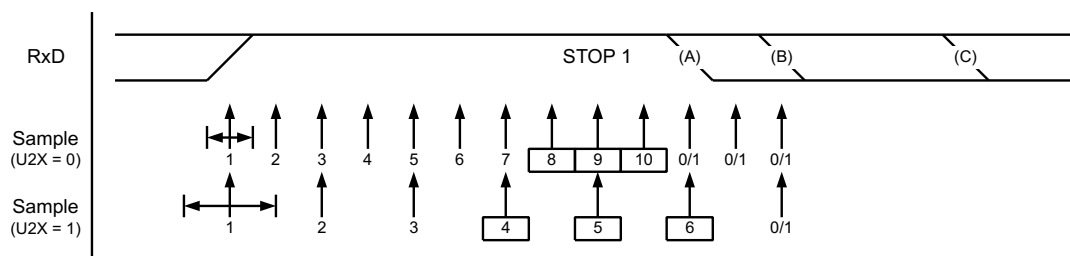 RxD STOP 1 (A) (B) (C)
Sample
(U2X = 0)
1 2 3 4 5 6 7 8 9 10 0/1 0/1 0/1
Sample
(U2X = 1)
1 2 3 4 5 6 0/1